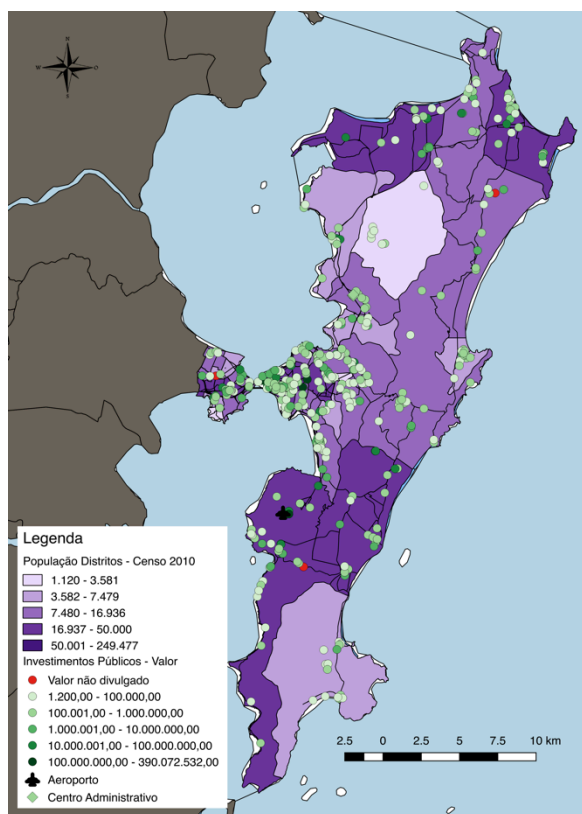 N
W
O
S
Legenda
População Distritos - Censo 2010
1.120 - 3.581
3.582 - 7.479
7.480 - 16.936
16.937 - 50.000
50.001 - 249.477
Investimentos Públicos - Valor
Valor não divulgado
1.200,00 - 100.000,00
100.001,00 - 1.000.000,00
1.000.001,00 - 10.000.000,00
10.000.001,00 - 100.000.000,00
100.000.000,00 - 390.072.532,00
Aeroporto
Centro Administrativo
2.5 0 2.5 5 7.5 10 km